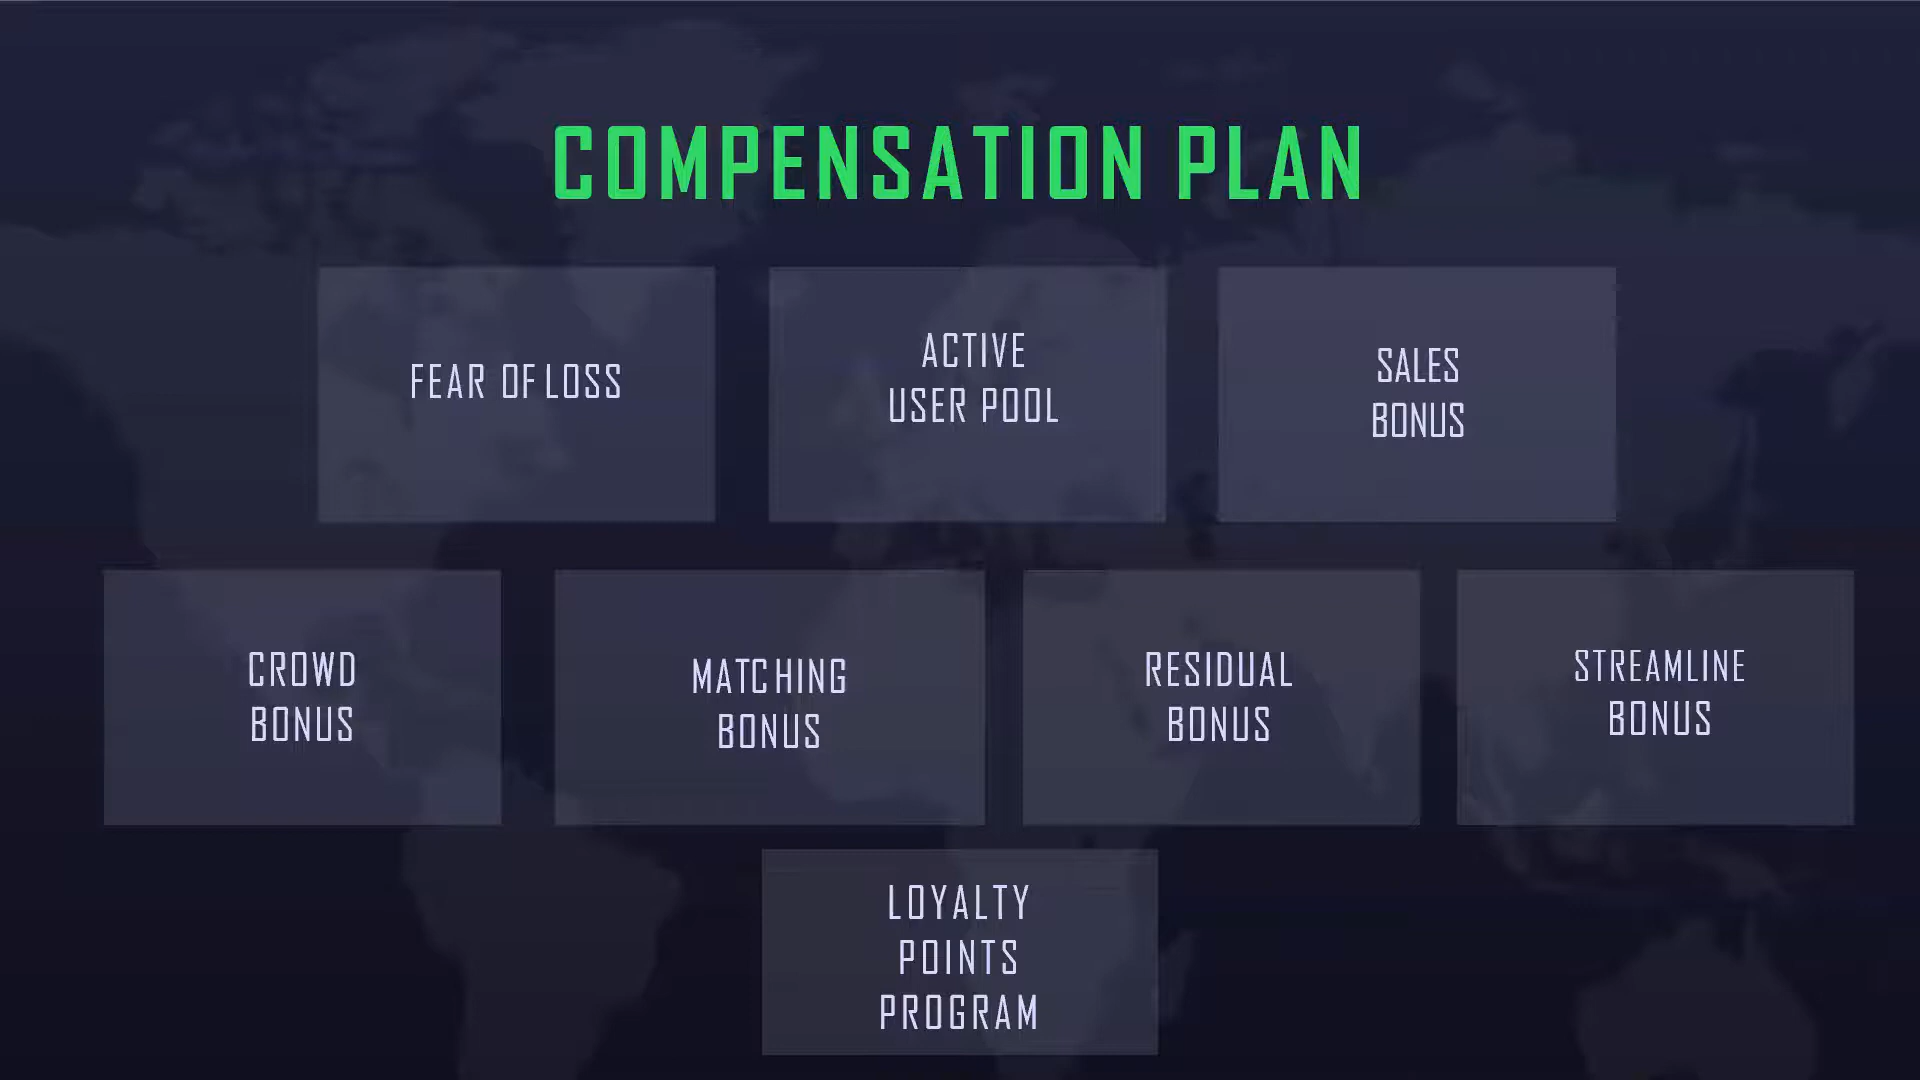 COMPENSATION PLAN
FEAR OF LOSS
ACTIVE
USER POOL
SALES
BONUS
CROWD
BONUS
MATCHING
BONUS
RESIDUAL
BONUS
STREAMLINE
BONUS
LOYALTY
POINTS
PROGRAM